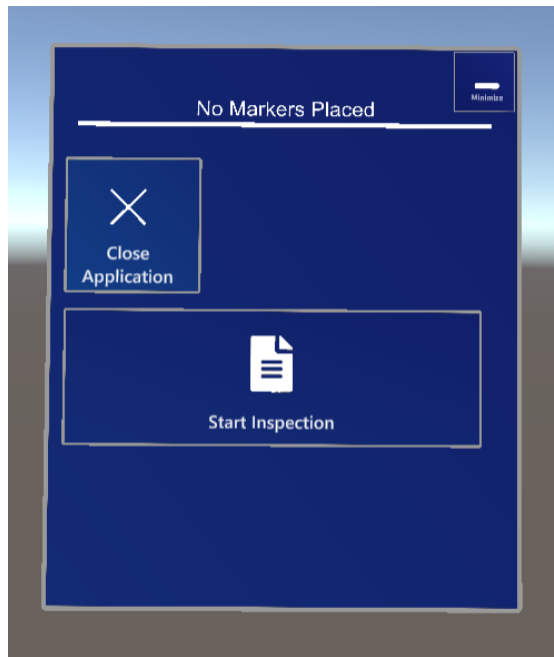 Minimize
No Markers Placed
Close
Application
Start Inspection